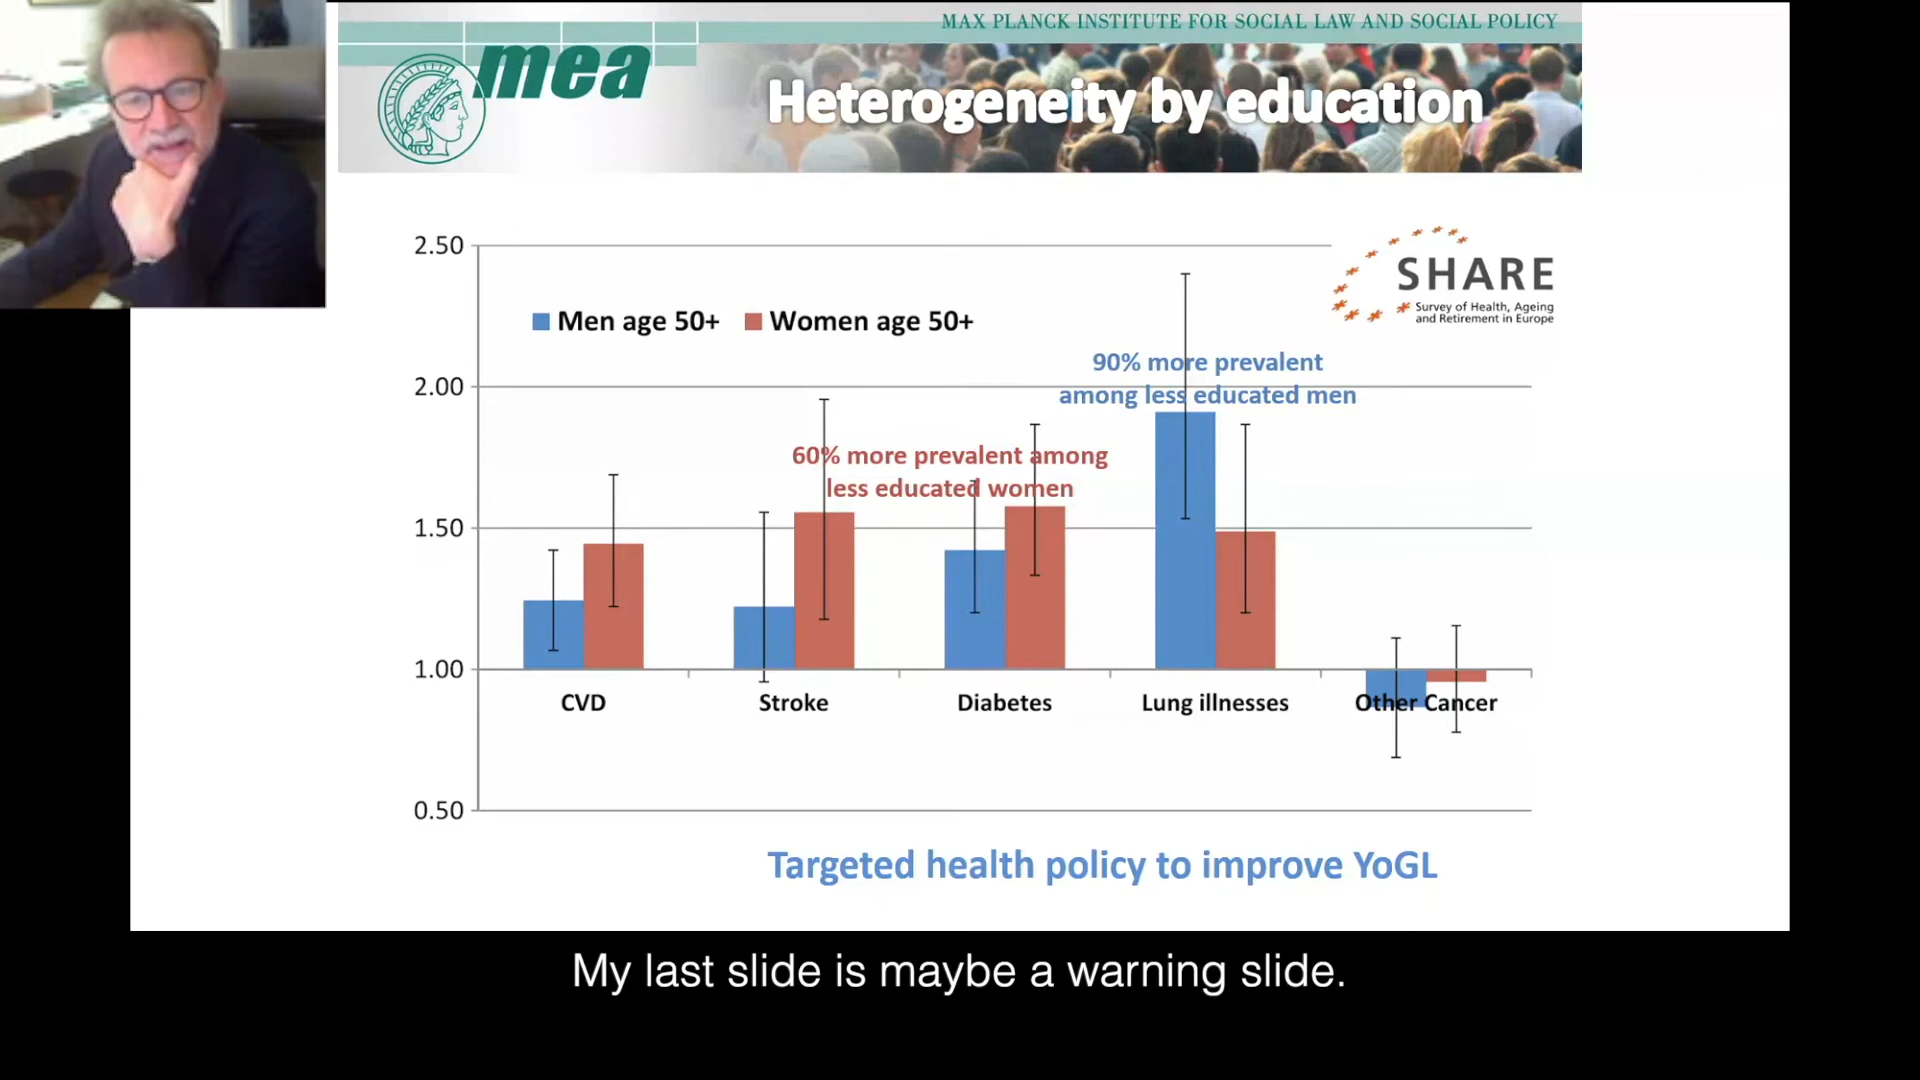 MAX PLANCK INSTITUTE FOR SOCIAL LAW AND SOCIAL POLICY
mea
Heterogeneity by education
SHARE
Survey of Health, Ageing
and Retirement in Europe
Men age 50+ Women age 50+
90% more prevalent
among less educated men
60% more prevalent among
less educated women
2.50
2.00
1.50
1.00
0.50
CVD Stroke Diabetes Lung illnesses Other Cancer
Targeted health policy to improve YoGL
My last slide is maybe a warning slide.